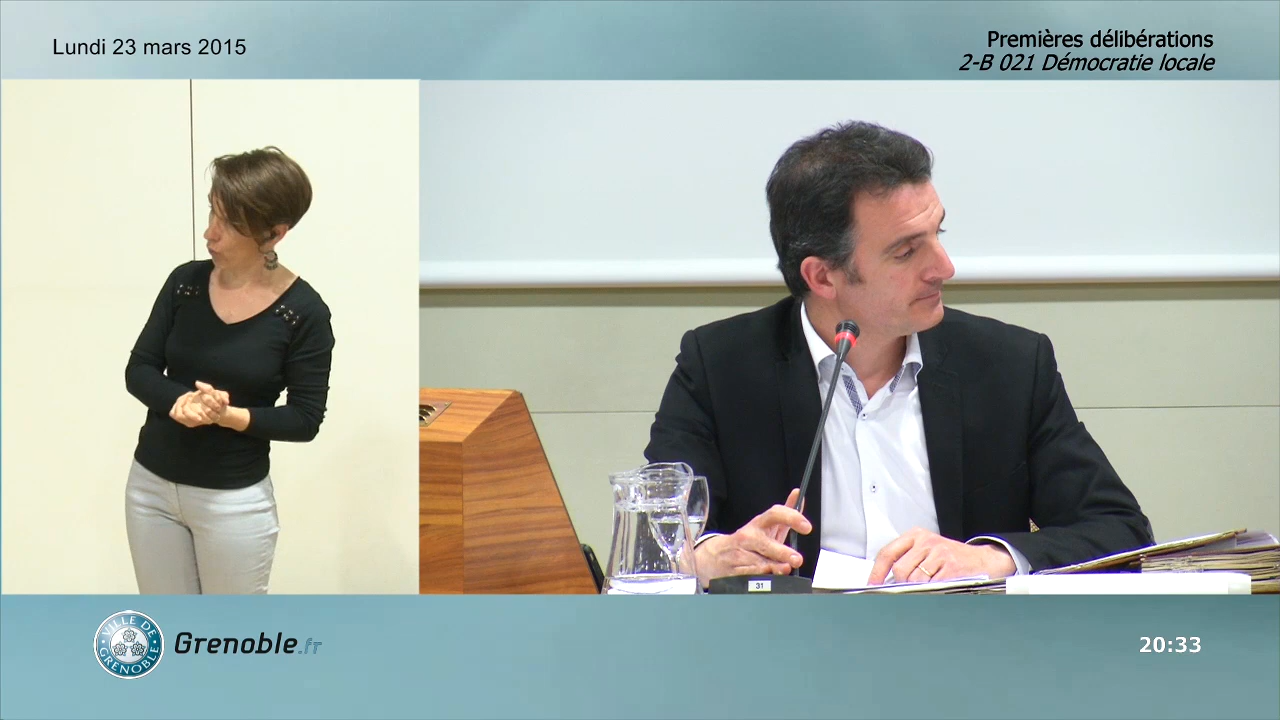 Lundi 23 mars 2015
Premières délibérations
2-B 021 Démocratie locale
31
VILLE DE GRENOBLE
Grenoble.fr
20:33